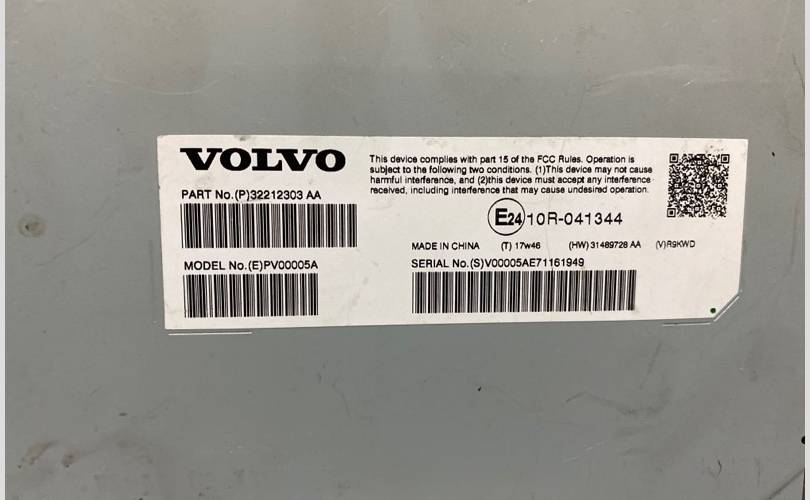 VOLVO
PART No.(P)32212303 AA
MODEL No.(E)PV00005A
This device complies with part 15 of the FCC Rules. Operation is
subject to the following two conditions. (1)This device may not cause
harmful interference, and (2)this device must accept any interference
received, including interference that may cause undesired operation.
E24 10R-041344
MADE IN CHINA (T) 17w46 (HW) 31489728 AA (V)R9KWD
SERIAL No.(S)V00005AE71161949